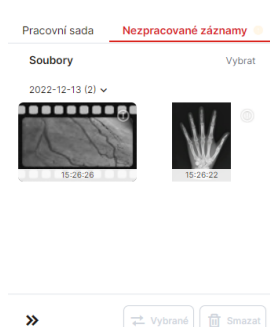 Pracovní sada Nezpracované záznamy
Soubory Vybrat
2022-12-13 (2)
15:26:26 15:26:22
Vybrané Smazat